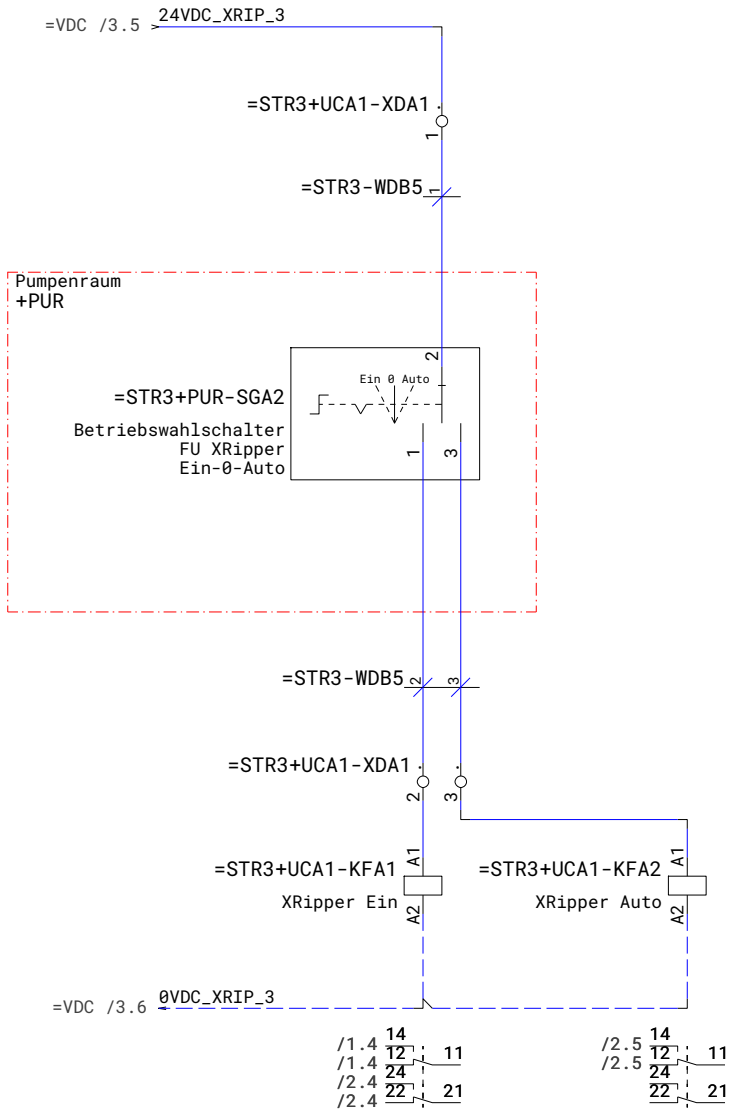 24VDC_XRIP_3
=VDC /3.5
=STR3+UCA1-XDA1
1
=STR3-WDB5
1
Pumpenraum
+PUR
2
Ein 0 Auto
=STR3+PUR-SGA2
Betriebswahlschalter
FU XRipper
Ein-0-Auto
1
3
=STR3-WDB5
2
3
=STR3+UCA1-XDA1
2
3
=STR3+UCA1-KFA1
A1
XRipper Ein
A2
=STR3+UCA1-KFA2
A1
XRipper Auto
A2
0VDC_XRIP_3
=VDC /3.6
14
/1.4
12
11
/1.4
24
/2.4
22
21
/2.4
14
/2.5
12
11
/2.5
24
22
21